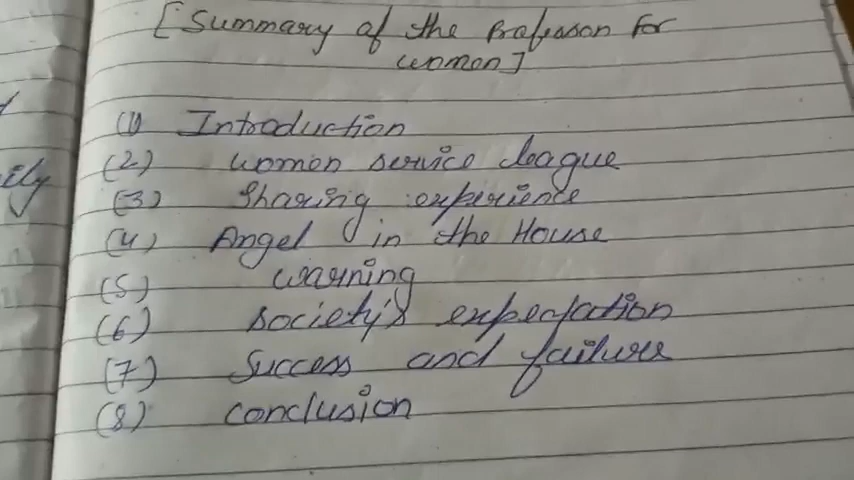 [Summary of the Profession For
women]
(1) Introduction
(2) women service league
(3) Sharing experience
(4) Angel in the House
(5) warning
(6) society's expectation
(7) success and failure
(8) conclusion
ily